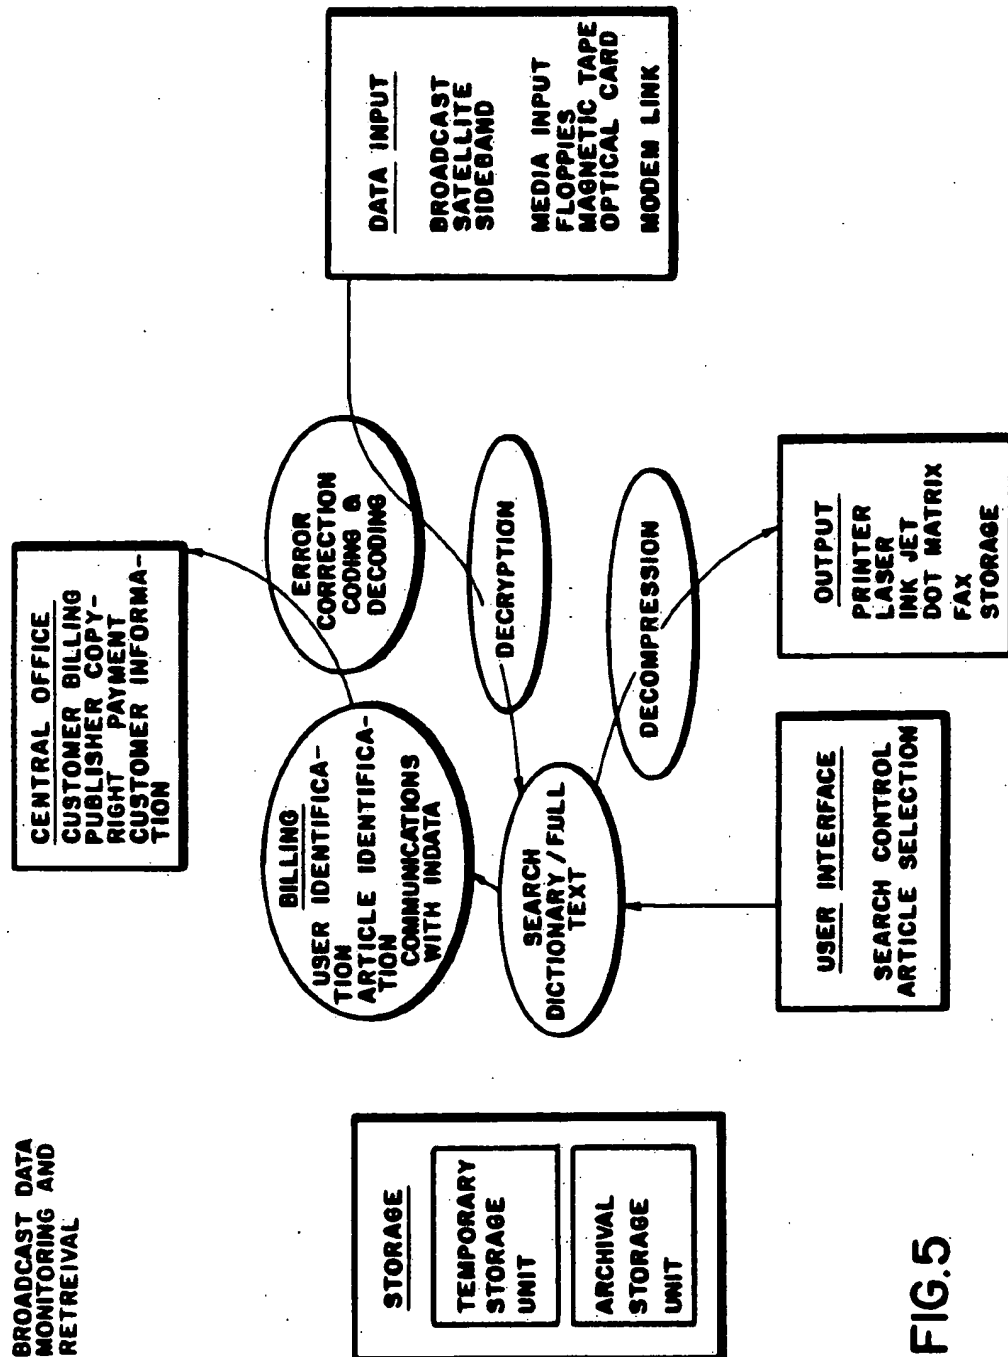 BROADCAST DATA
MONITORING AND
RETREIVAL
CENTRAL OFFICE
CUSTOMER BILLING
PUBLISHER COPY-
RIGHT PAYMENT
CUSTOMER INFORMA-
TION
BILLING
USER IDENTIFICA-
TION
ARTICLE IDENTIFICA-
TION
COMMUNICATIONS
WITH INDATA
ERROR
CORRECTION
CODING &
DECODING
DATA INPUT
BROADCAST
SATELLITE
SIDEBAND
MEDIA INPUT
FLOPPIES
MAGNETIC TAPE
OPTICAL CARD
MODEM LINK
STORAGE
TEMPORARY
STORAGE
UNIT
ARCHIVAL
STORAGE
UNIT
SEARCH
DICTIONARY/FULL
TEXT
DECRYPTION
DECOMPRESSION
USER INTERFACE
SEARCH CONTROL
ARTICLE SELECTION
OUTPUT
PRINTER
LASER
INK JET
DOT MATRIX
FAX
STORAGE
FIG.5